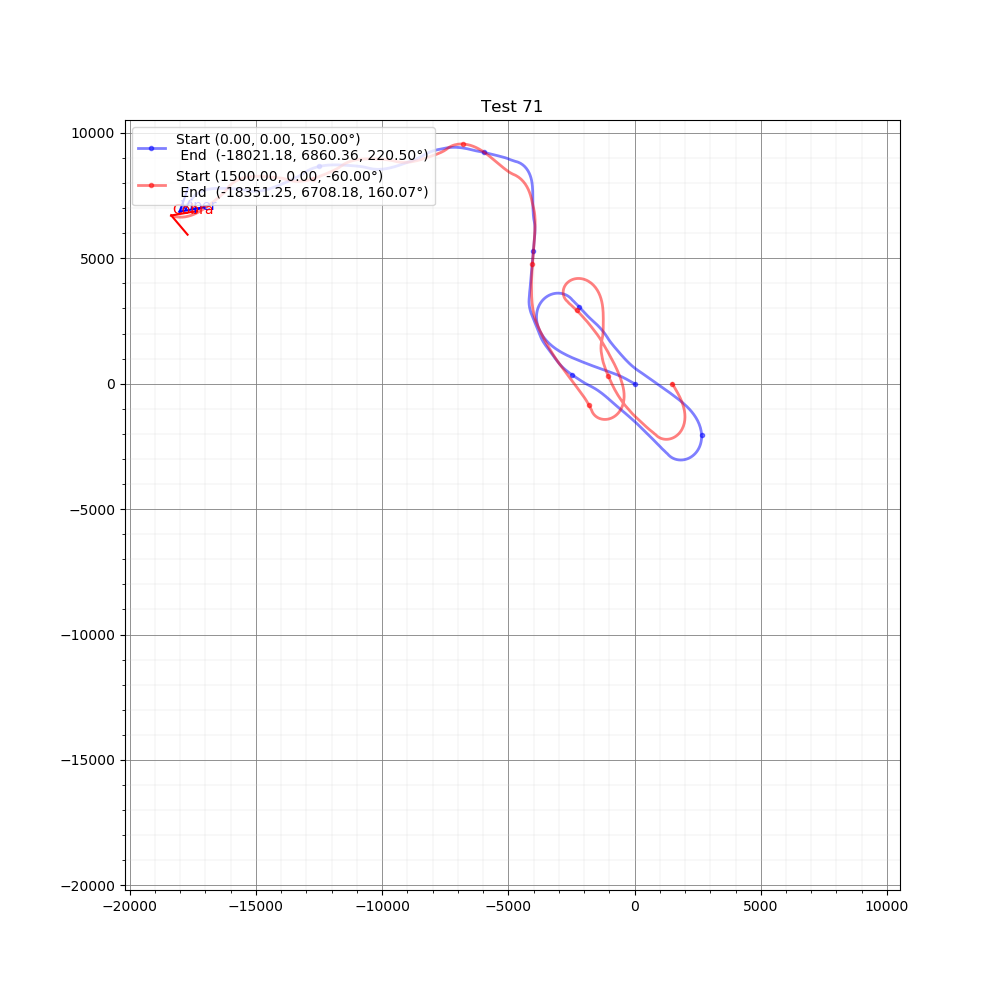 Test 71
Start (0.00, 0.00, 150.00°)
End (-18021.18, 6860.36, 220.50°)
Start (1500.00, 0.00, -60.00°)
End (-18351.25, 6708.18, 160.07°)
10000
5000
0
−5000
−10000
−15000
−20000
−20000 −15000 −10000 −5000 0 5000 10000